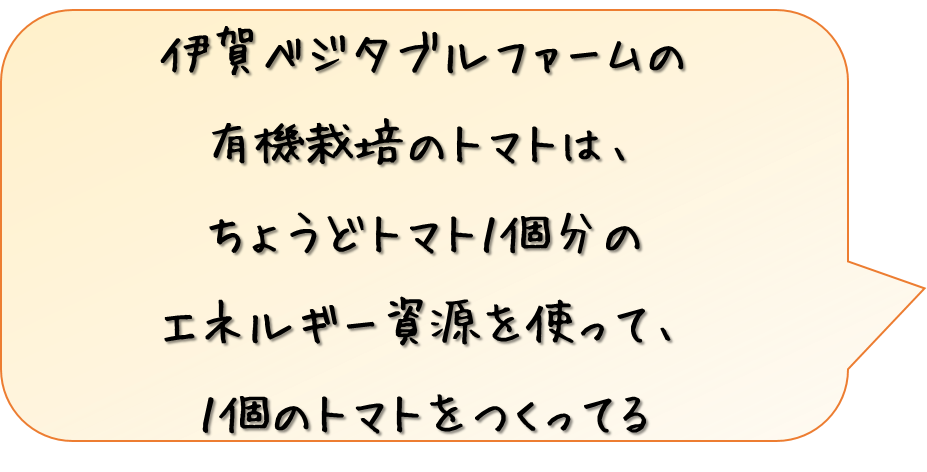 伊賀ベジタブルファームの
有機栽培のトマトは、
ちょうどトマト1個分の
エネルギー資源を使って、
1個のトマトをつくってる